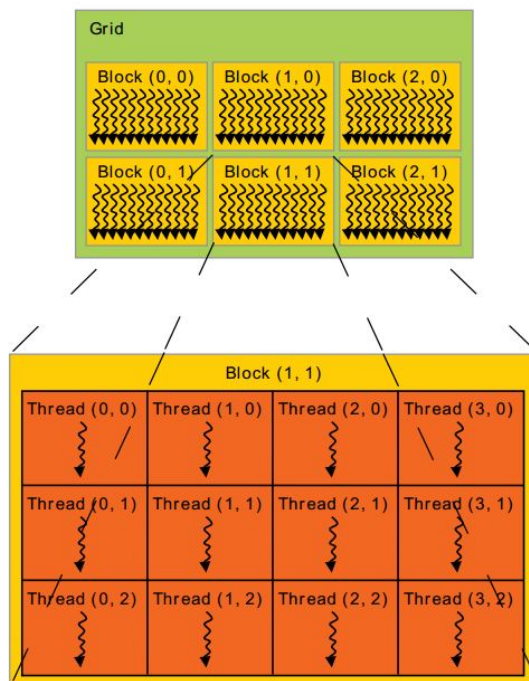 Grid
Block (0, 0) Block (1, 0) Block (2, 0)
Block (0, 1) Block (1, 1) Block (2, 1)
Block (1, 1)
Thread (0, 0) Thread (1, 0) Thread (2, 0) Thread (3, 0)
Thread (0, 1) Thread (1, 1) Thread (2, 1) Thread (3, 1)
Thread (0, 2) Thread (1, 2) Thread (2, 2) Thread (3, 2)